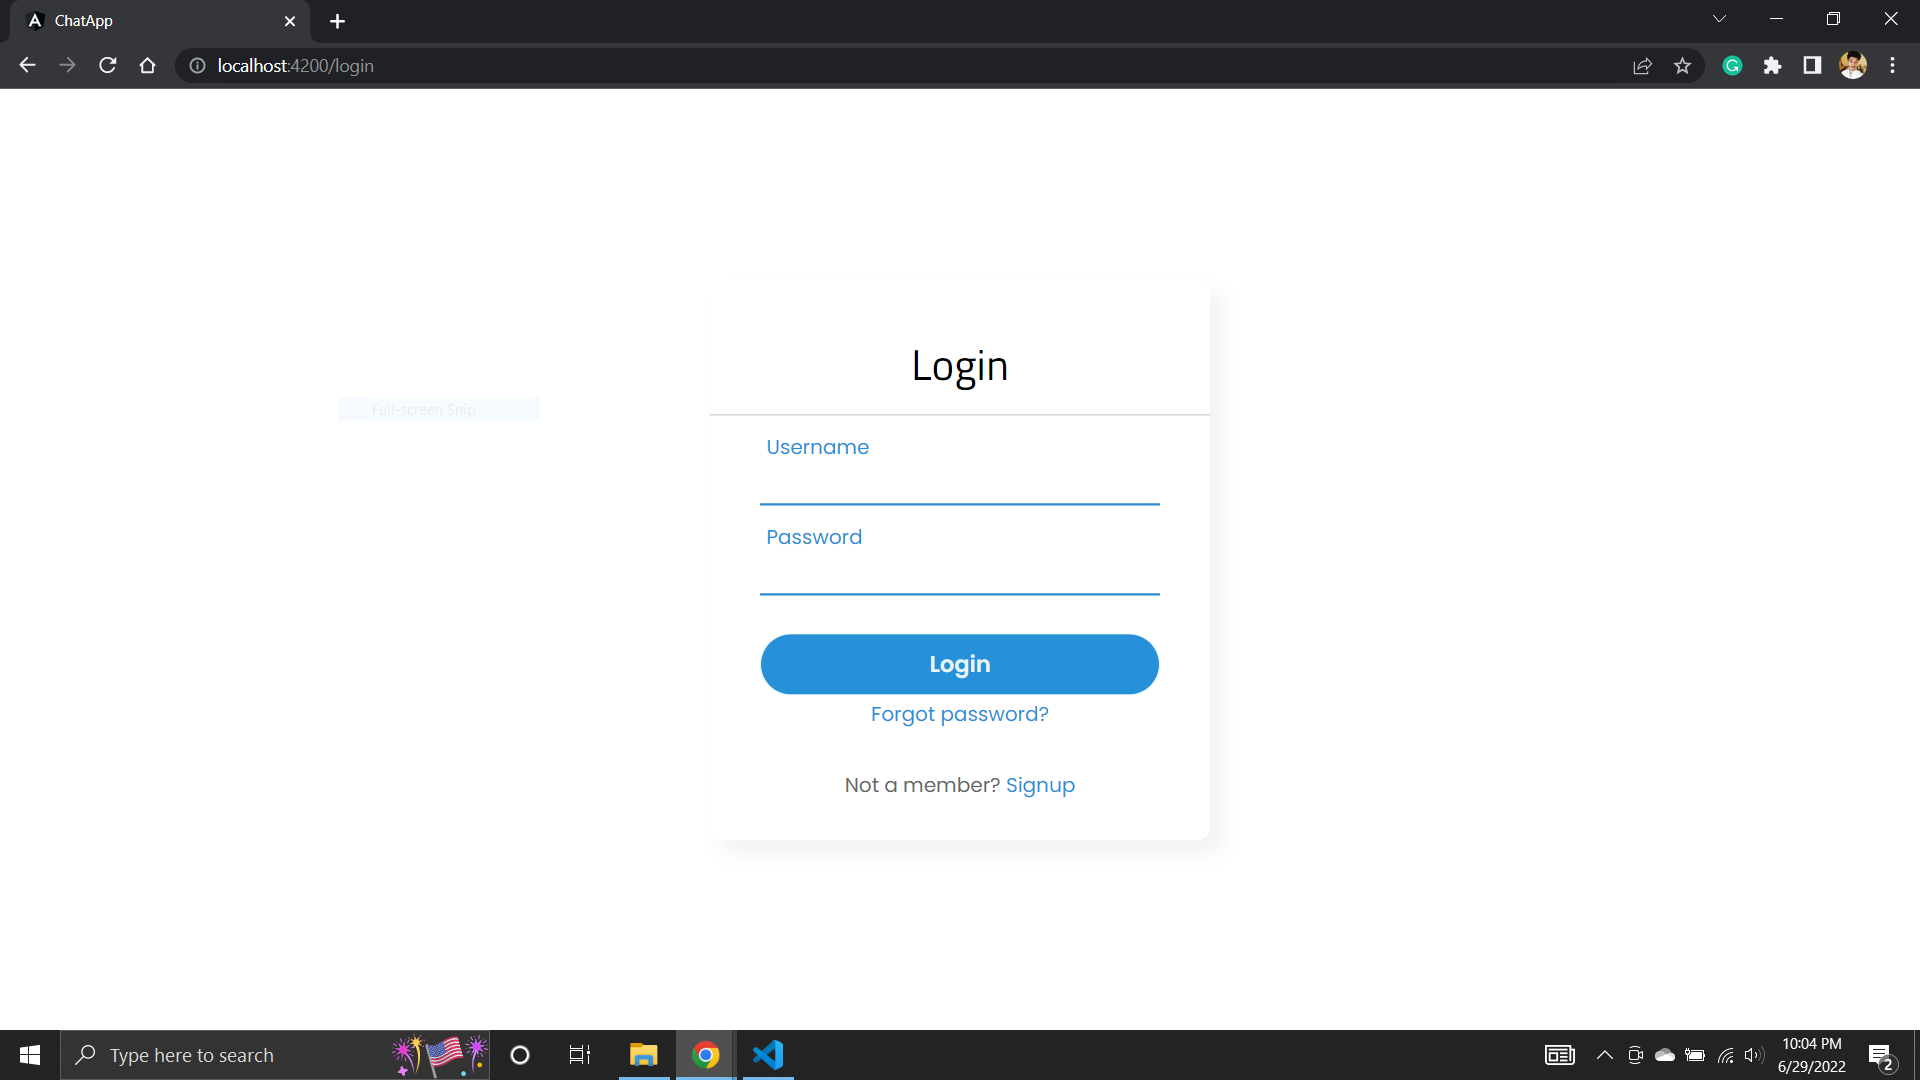 ChatApp
localhost:4200/login
Login
Full-screen Snip
Username
Password
Login
Forgot password?
Not a member? Signup
Type here to search
10:04 PM
6/29/2022
2